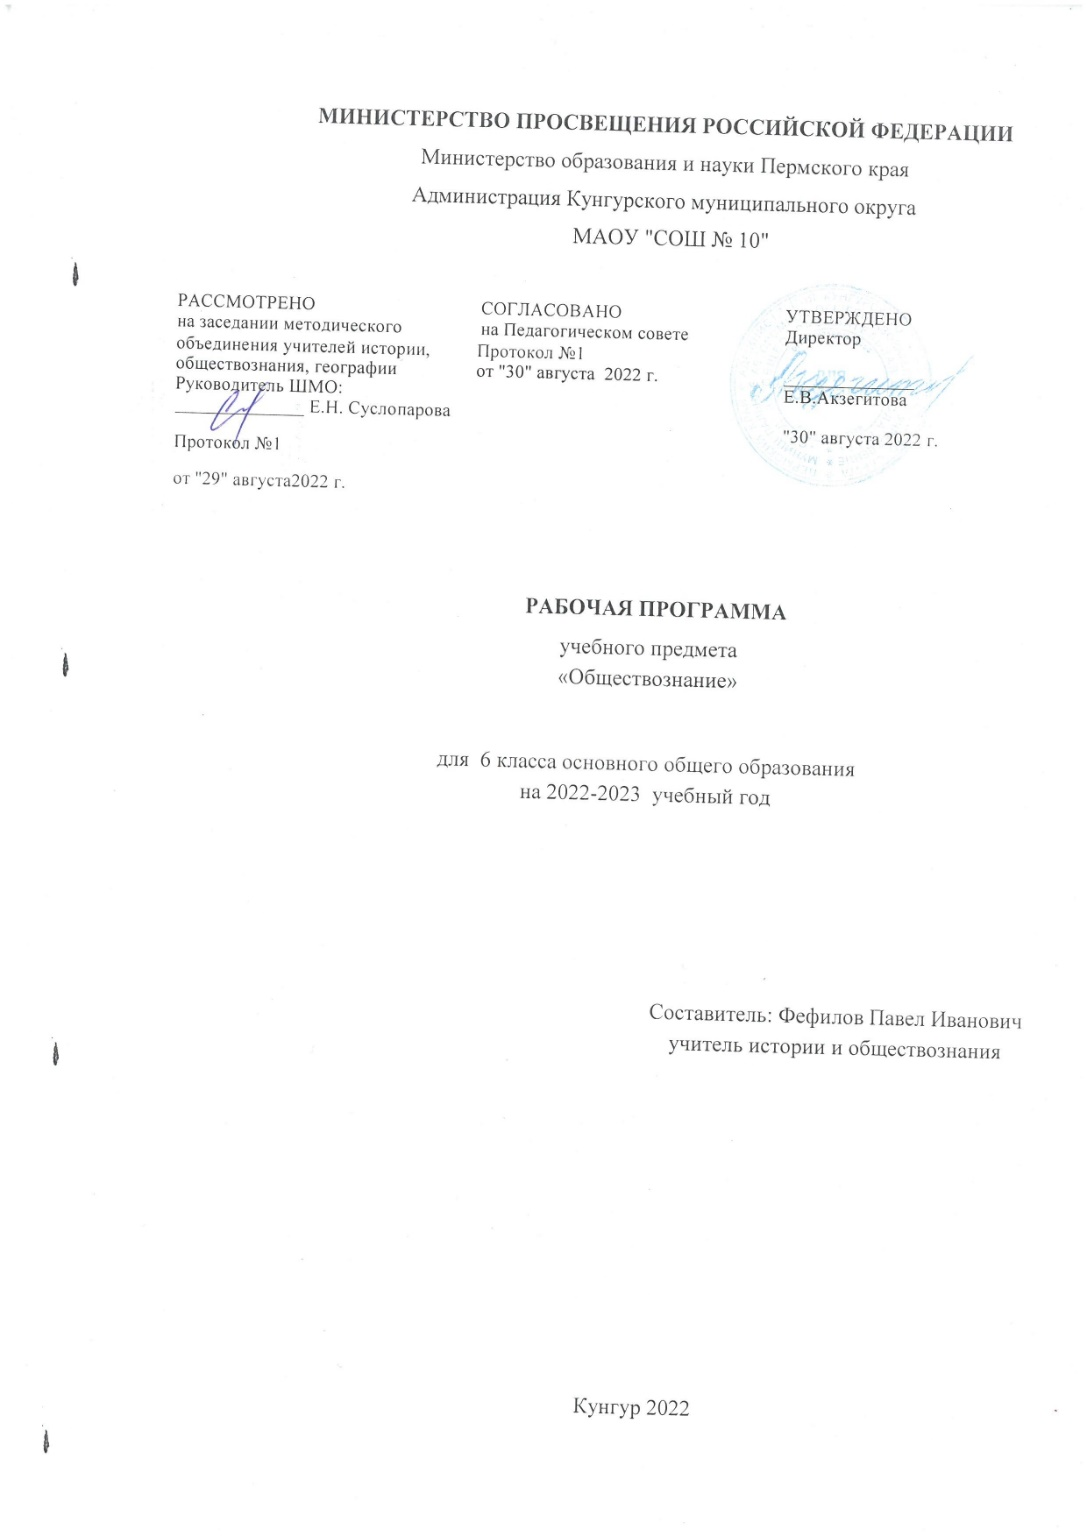 МИНИСТЕРСТВО ПРОСВЕЩЕНИЯ РОССИЙСКОЙ ФЕДЕРАЦИИ
Министерство образования и науки Пермского края
Администрация Кунгурского муниципального округа
МАОУ "СОШ № 10"
РАССМОТРЕНО
на заседании методического
объединения учителей истории,
обществознания, географии
Руководитель ШМО:
______________ Е.Н. Суслопарова
Протокол №1
от "29" августа2022 г.
СОГЛАСОВАНО
на Педагогическом совете
Протокол №1
от "30" августа 2022 г.
УТВЕРЖДЕНО
Директор
______________
Е.В.Акзегитова
"30" августа 2022 г.
РАБОЧАЯ ПРОГРАММА
учебного предмета
«Обществознание»
для 6 класса основного общего образования
на 2022-2023 учебный год
Составитель: Фефилов Павел Иванович
учитель истории и обществознания
Кунгур 2022